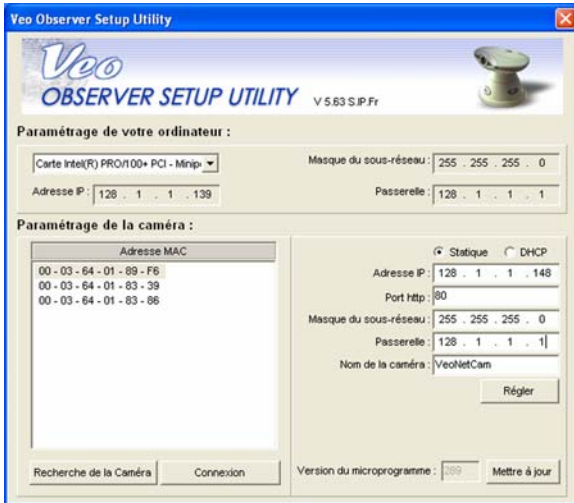 Veo Observer Setup Utility
Veo
OBSERVER SETUP UTILITY V 5.63 S.IP.Fr
Paramétrage de votre ordinateur :
Carte Intel(R) PRO/100+ PCI - Minip
Masque du sous-réseau : 255 . 255 . 255 . 0
Adresse IP : 128 . 1 . 1 . 139
Passerelle : 128 . 1 . 1 . 1
Paramétrage de la caméra :
Adresse MAC
00 - 03 - 64 - 01 - 89 - F6
00 - 03 - 64 - 01 - 83 - 39
00 - 03 - 64 - 01 - 83 - 86
Statique DHCP
Adresse IP : 128 . 1 . 1 . 148
Port http : 80
Masque du sous-réseau : 255 . 255 . 255 . 0
Passerelle : 128 . 1 . 1 . 1
Nom de la caméra : VeoNetCam
Régler
Recherche de la Caméra Connexion
Version du microprogramme : 289 Mettre à jour